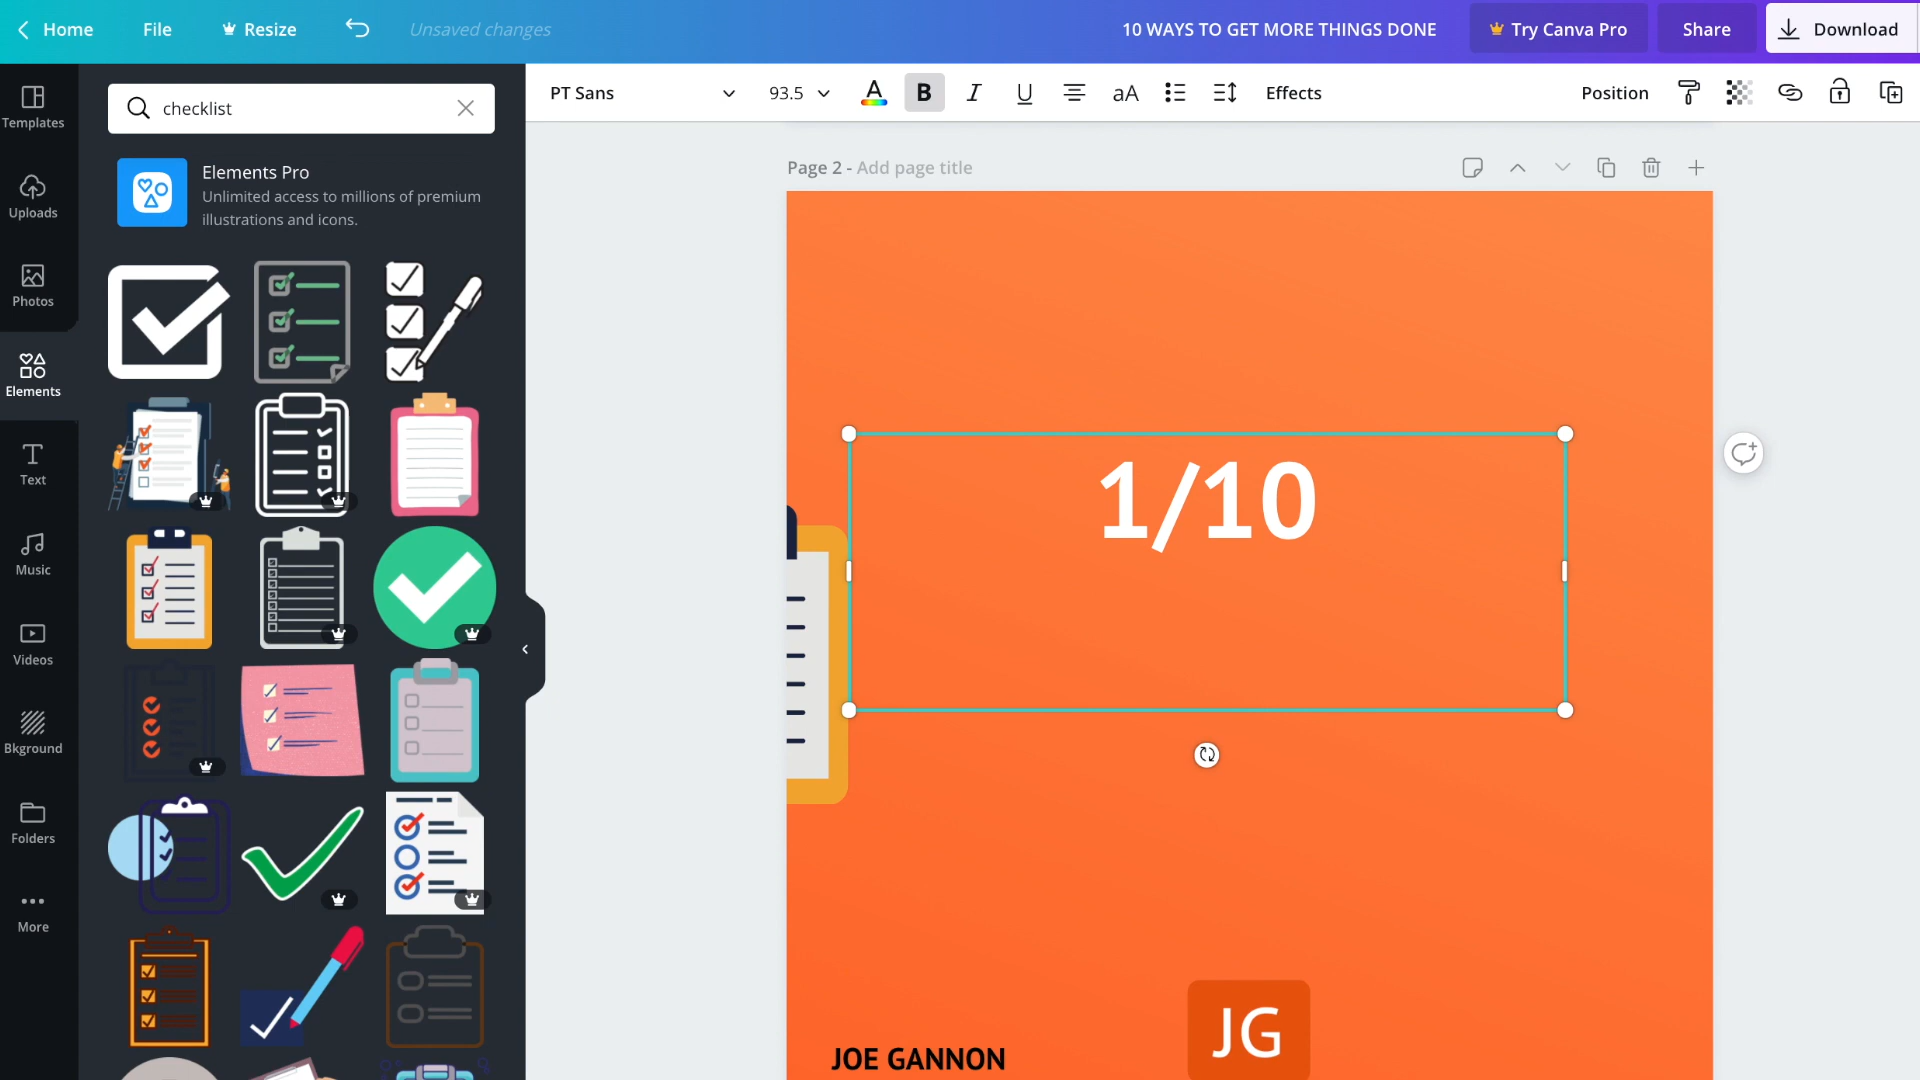 Home
File
Resize
Unsaved changes
10 WAYS TO GET MORE THINGS DONE
Try Canva Pro
Share
Download
Templates
Uploads
Photos
Elements
Text
Music
Videos
Bkground
Folders
More
checklist
Elements Pro
Unlimited access to millions of premium
illustrations and icons.
PT Sans
93.5
A
B
I
U
aA
Effects
Position
Page 2 - Add page title
1/10
JG
JOE GANNON